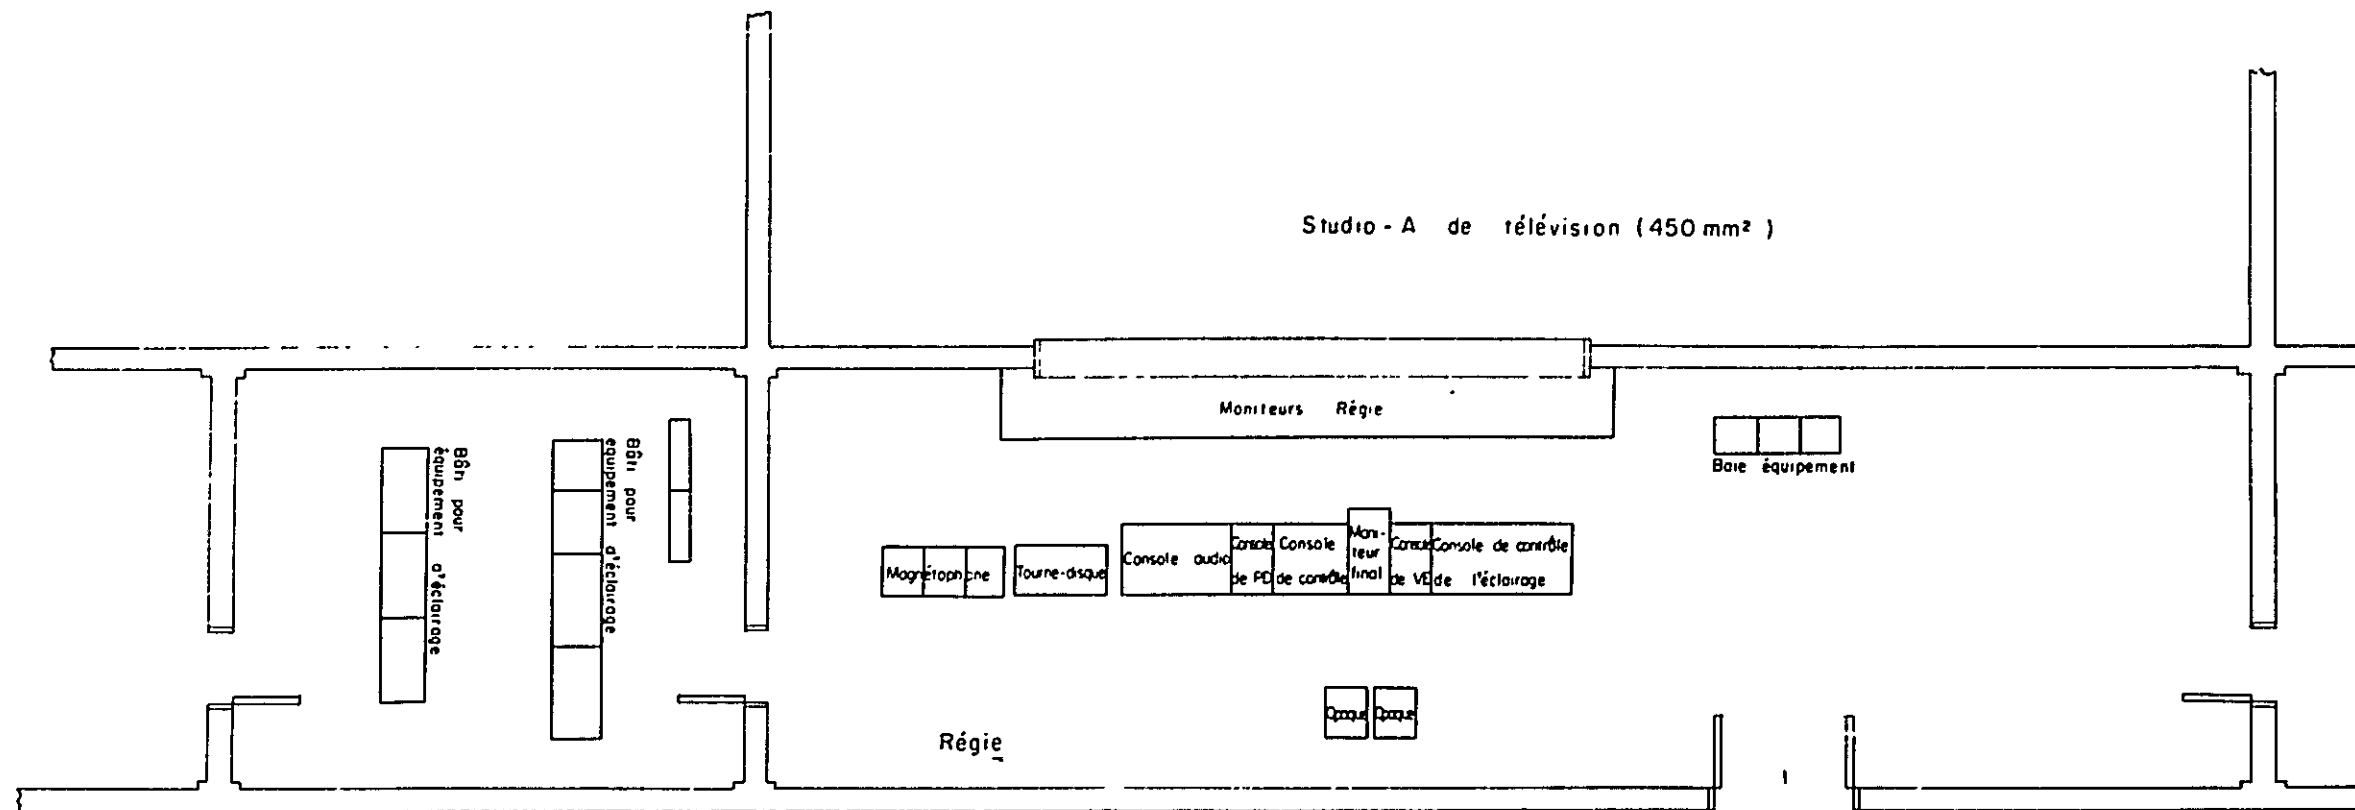 Studio - A de télévision (450 mm²)
Moniteurs Régie
Baie équipement
Bâti pour
équipement d'éclairage
Bâti pour
équipement d'éclairage
Magnétophone
Tourne-disque
Console audio
Console
de PD
Console
de contrôle
Moni-
teur
final
Console
de VE
Console de contrôle
de l'éclairage
Opaque
Opaque
Régie